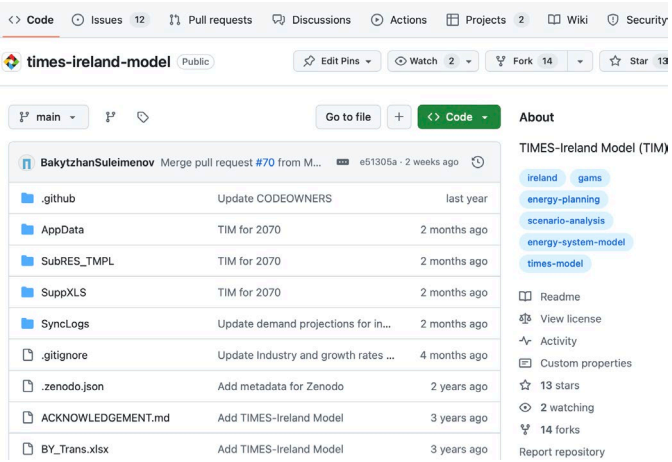 Code Issues 12 Pull requests Discussions Actions Projects 2 Wiki Security
times-ireland-model Public Edit Pins Watch 2 Fork 14 Star 13
main Go to file + Code
BakytzhanSuleimenov Merge pull request #70 from M... e51305a · 2 weeks ago
.github Update CODEOWNERS last year
AppData TIM for 2070 2 months ago
SubRES_TMPL TIM for 2070 2 months ago
SuppXLS TIM for 2070 2 months ago
SyncLogs Update demand projections for in... 2 months ago
.gitignore Update Industry and growth rates ... 4 months ago
.zenodo.json Add metadata for Zenodo 2 years ago
ACKNOWLEDGEMENT.md Add TIMES-Ireland Model 3 years ago
BY_Trans.xlsx Add TIMES-Ireland Model 3 years ago
About
TIMES-Ireland Model (TIM)
ireland gams
energy-planning
scenario-analysis
energy-system-model
times-model
Readme
View license
Activity
Custom properties
13 stars
2 watching
14 forks
Report repository